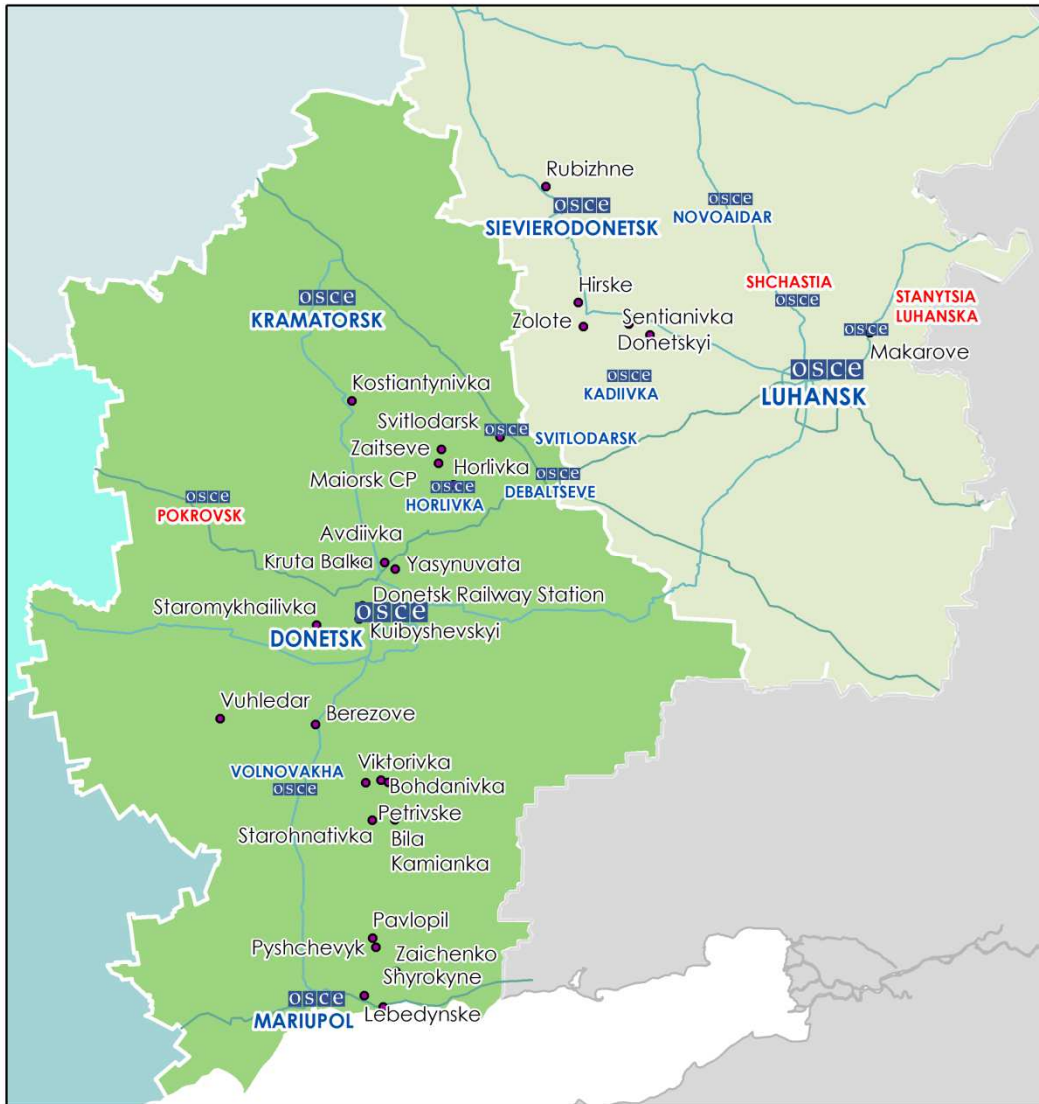 Rubizhne
osce
SIEVIERODONETSK
osce
NOVOAIDAR
Hirske
SHCHASTIA
osce
STANYTSIA
LUHANSKA
osce
KRAMATORSK
Zolote
Sentianivka
Donetskyi
osce
Makarove
osce
LUHANSK
osce
KADIIVKA
Kostiantynivka
Svitlodarsk
osce
SVITLODARSK
Zaitseve
Maiorsk CP
Horlivka
osce
HORLIVKA
osce
DEBALTSEVE
osce
POKROVSK
Avdiivka
Kruta Balka
Yasynuvata
Donetsk Railway Station
Staromykhailivka
osce
DONETSK
Kuibyshevskyi
Vuhledar
Berezove
VOLNOVAKHA
osce
Viktorivka
Bohdanivka
Petrivske
Starohnativka
Bila
Kamianka
Pavlopil
Pyshchevyk
Zaichenko
Shyrokyne
osce
MARIUPOL
Lebedynske